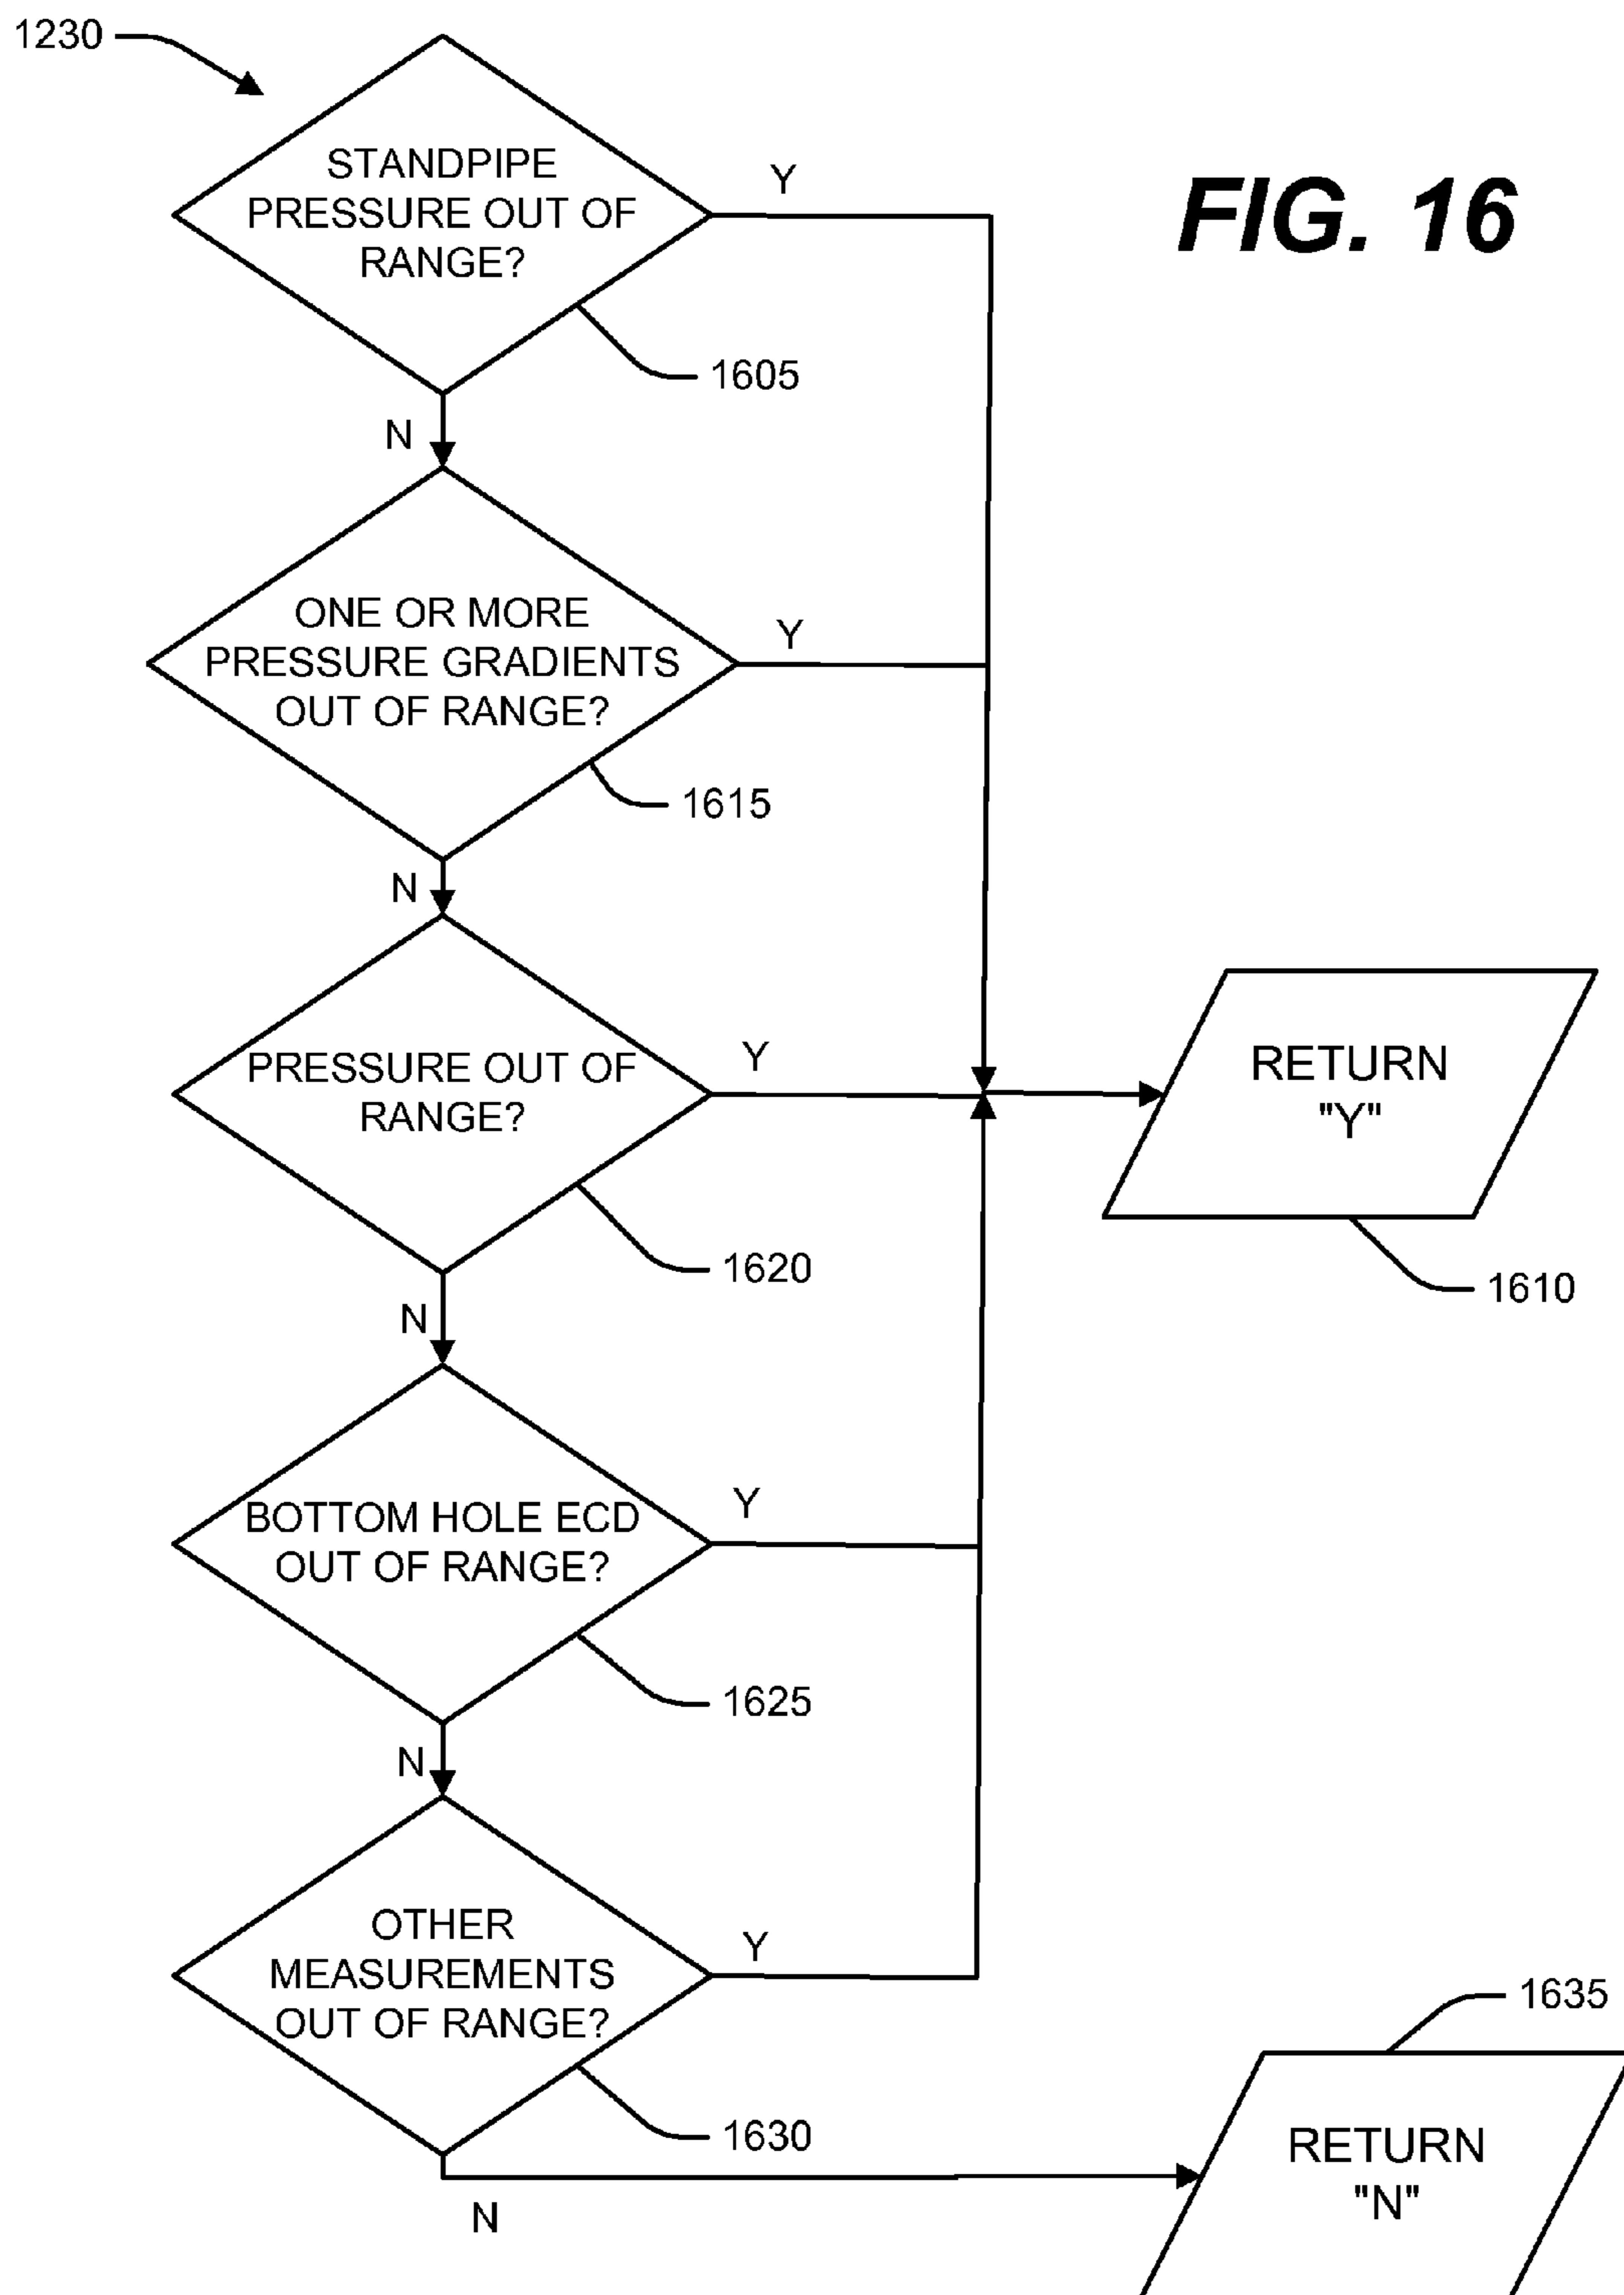 1230
STANDPIPE
PRESSURE OUT OF
RANGE?
Y
FIG. 16
1605
N
ONE OR MORE
PRESSURE GRADIENTS
OUT OF RANGE?
Y
1615
N
PRESSURE OUT OF
RANGE?
Y
RETURN
"Y"
1620
1610
N
BOTTOM HOLE ECD
OUT OF RANGE?
Y
1625
N
OTHER
MEASUREMENTS
OUT OF RANGE?
Y
1635
1630
RETURN
"N"
N